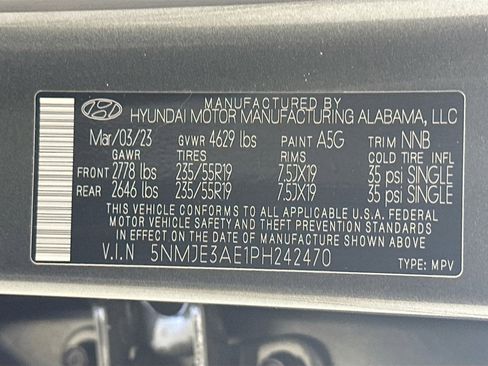 MANUFACTURED BY
HYUNDAI MOTOR MANUFACTURING ALABAMA, LLC
Mar/03/23 GVWR 4629 lbs PAINT A5G TRIM NNB
GAWR TIRES RIMS COLD TIRE INFL
FRONT 2778 lbs 235/55R19 7.5JX19 35 psi SINGLE
REAR 2646 lbs 235/55R19 7.5JX19 35 psi SINGLE
THIS VEHICLE CONFORMS TO ALL APPLICABLE U.S.A. FEDERAL
MOTOR VEHICLE SAFETY AND THEFT PREVENTION STANDARDS
IN EFFECT ON THE DATE OF MANUFACTURE SHOWN ABOVE.
V.I.N 5NMJE3AE1PH242470 TYPE: MPV